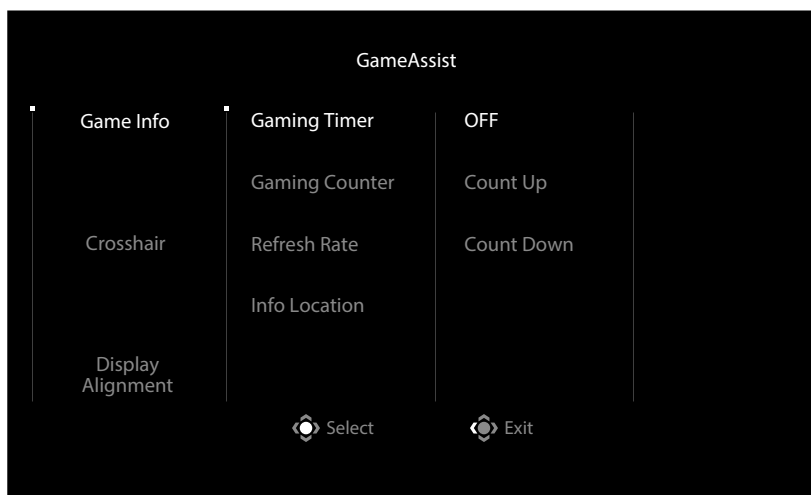 GameAssist
Game Info
Gaming Timer
OFF
Gaming Counter
Count Up
Crosshair
Refresh Rate
Count Down
Info Location
Display
Alignment
Select
Exit